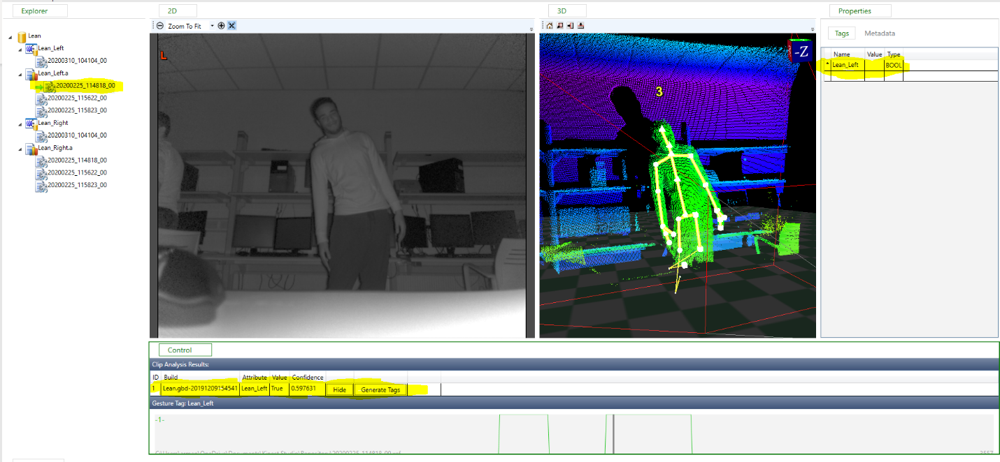 Explorer
Lean
Lean_Left
20200310_104104_00
Lean_Left.a
20200225_114818_00
20200225_115622_00
20200225_115823_00
Lean_Right
20200310_104104_00
Lean_Right.a
20200225_114818_00
20200225_115622_00
20200225_115823_00
2D
Zoom To Fit
L
3D
-Z
3
Properties
Tags Metadata
Name Value Type
* Lean_Left BOOL
Control
Clip Analysis Results:
ID Build Attribute Value Confidence
1 Lean.gbd-20191209154541 Lean_Left True 0.597631 Hide Generate Tags
Gesture Tag: Lean_Left
-1-